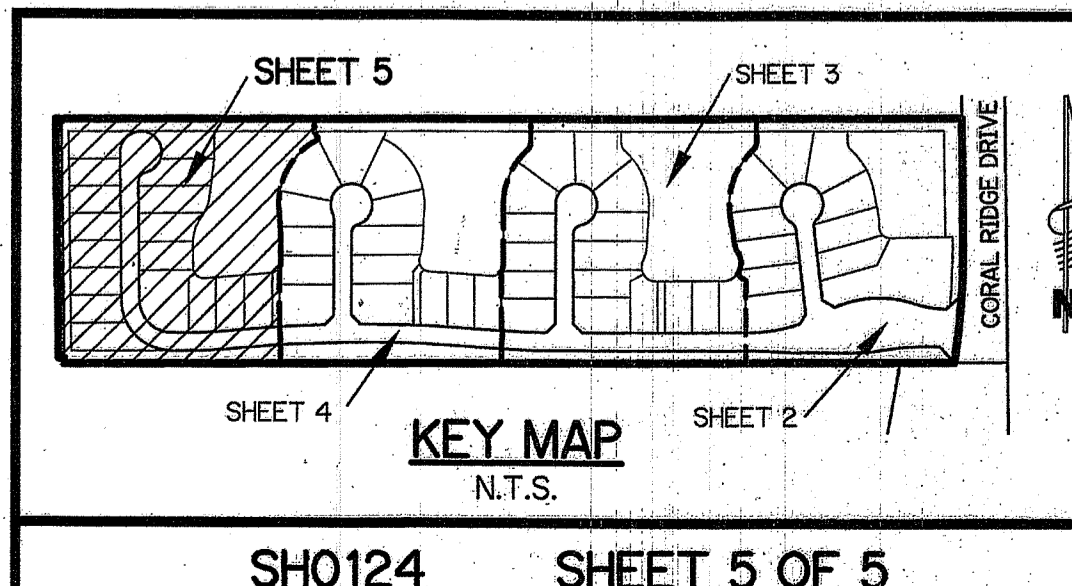 SHEET 5
SHEET 3
CORAL RIDGE DRIVE
N
SHEET 4
SHEET 2
KEY MAP
N.T.S.
SH0124 SHEET 5 OF 5